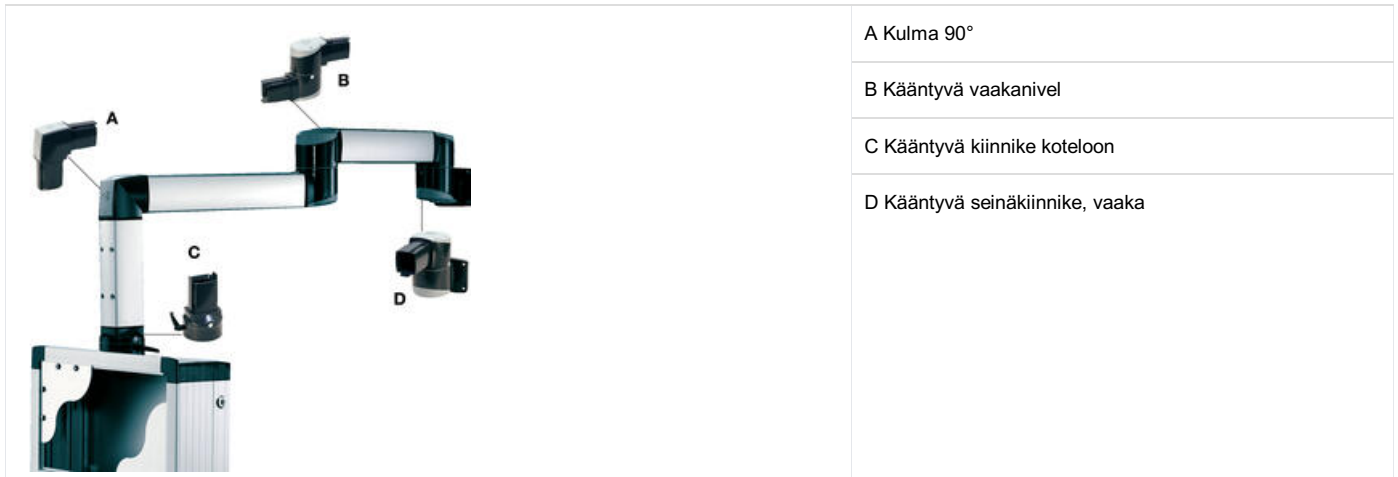 A
B
C
D
A Kulma 90°
B Kääntyvä vaakanivel
C Kääntyvä kiinnike koteloon
D Kääntyvä seinäkiinnike, vaaka